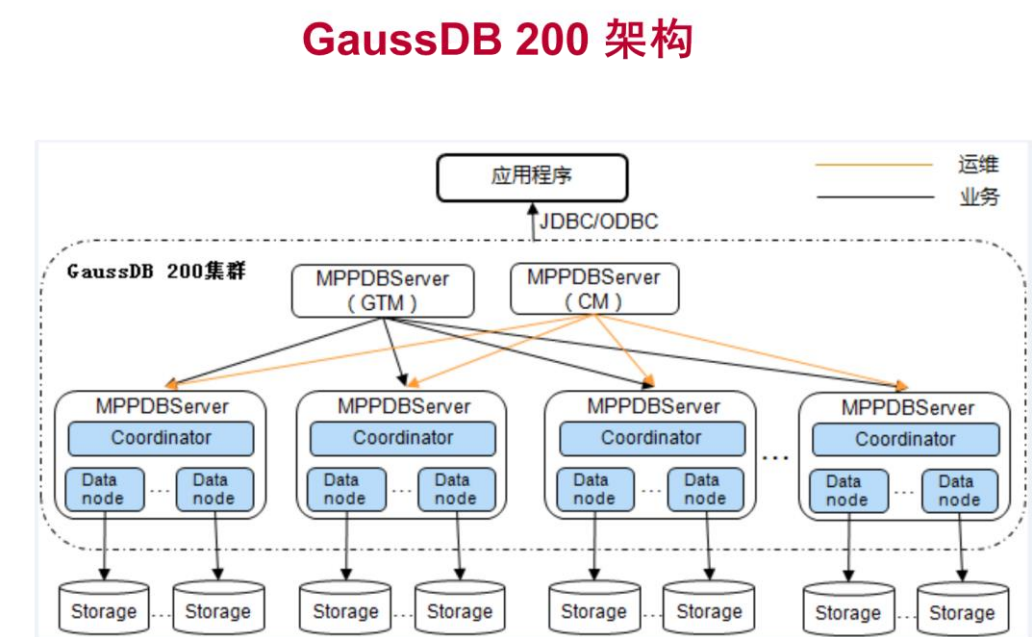 GaussDB 200 架构
应用程序
运维
业务
JDBC/ODBC
GaussDB 200集群
MPPDBServer
(GTM)
MPPDBServer
(CM)
MPPDBServer
Coordinator
Data
node
...
Data
node
MPPDBServer
Coordinator
Data
node
...
Data
node
MPPDBServer
Coordinator
Data
node
...
Data
node
...
MPPDBServer
Coordinator
Data
node
...
Data
node
Storage
...
Storage
Storage
...
Storage
Storage
...
Storage
Storage
...
Storage